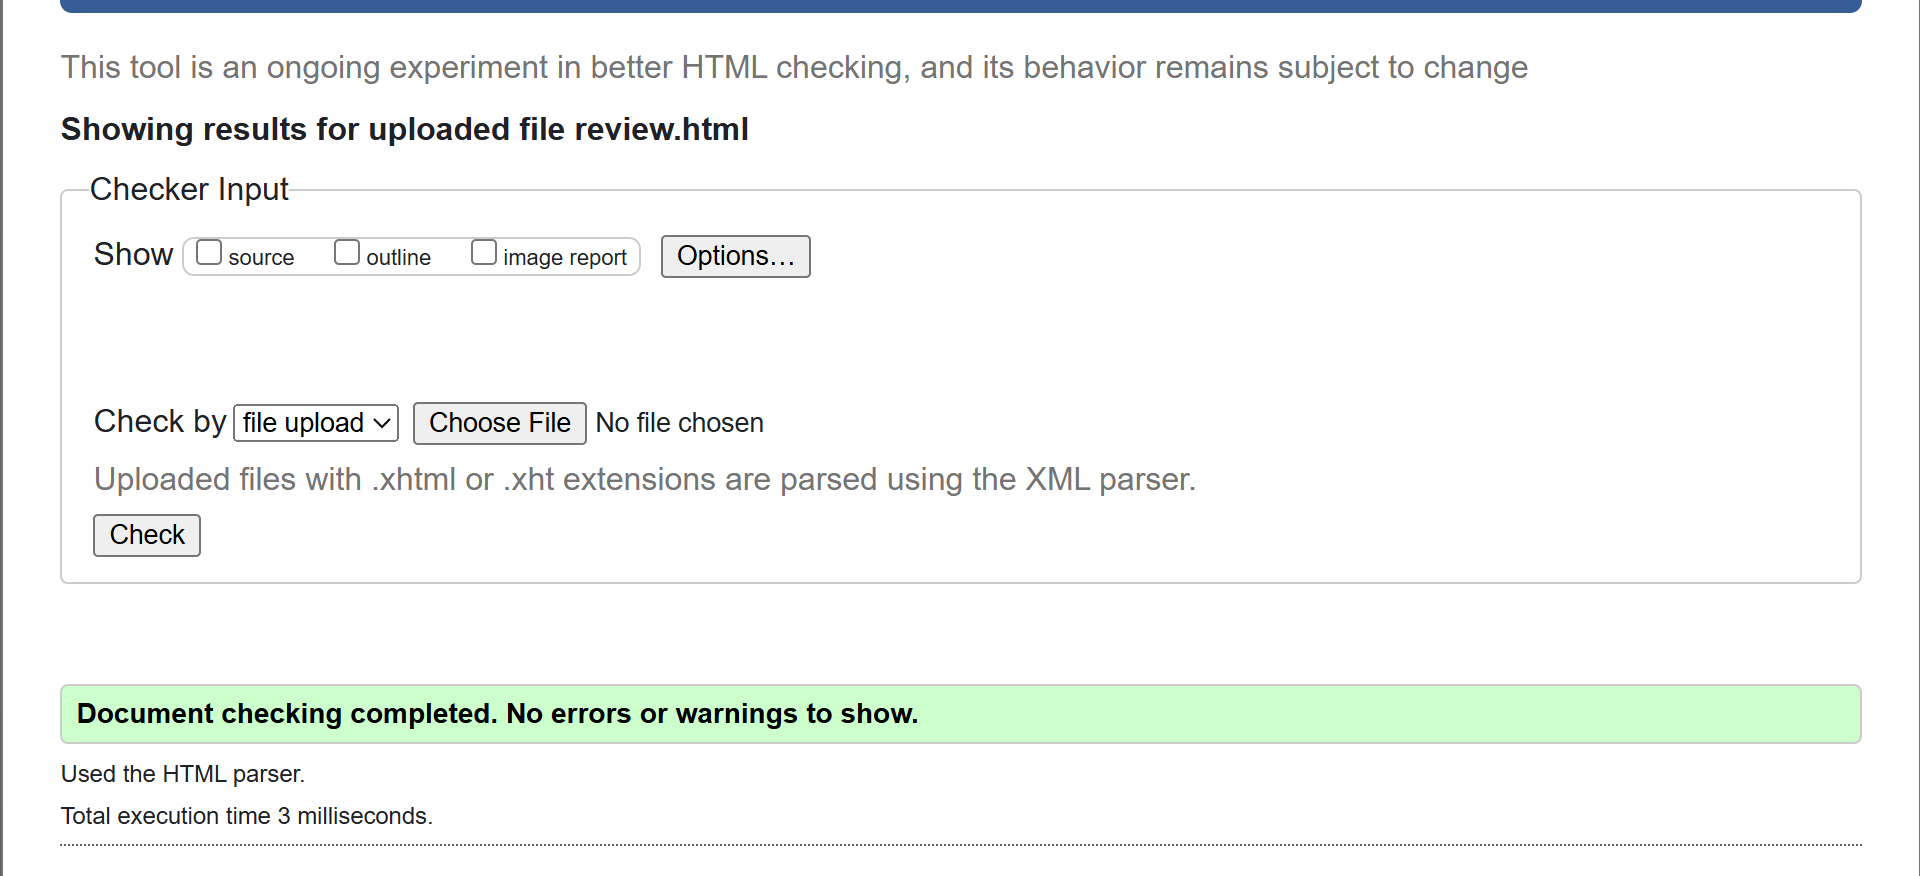 This tool is an ongoing experiment in better HTML checking, and its behavior remains subject to change
Showing results for uploaded file review.html
Checker Input
Show source outline image report Options…
Check by file upload Choose File No file chosen
Uploaded files with .xhtml or .xht extensions are parsed using the XML parser.
Check
Document checking completed. No errors or warnings to show.
Used the HTML parser.
Total execution time 3 milliseconds.